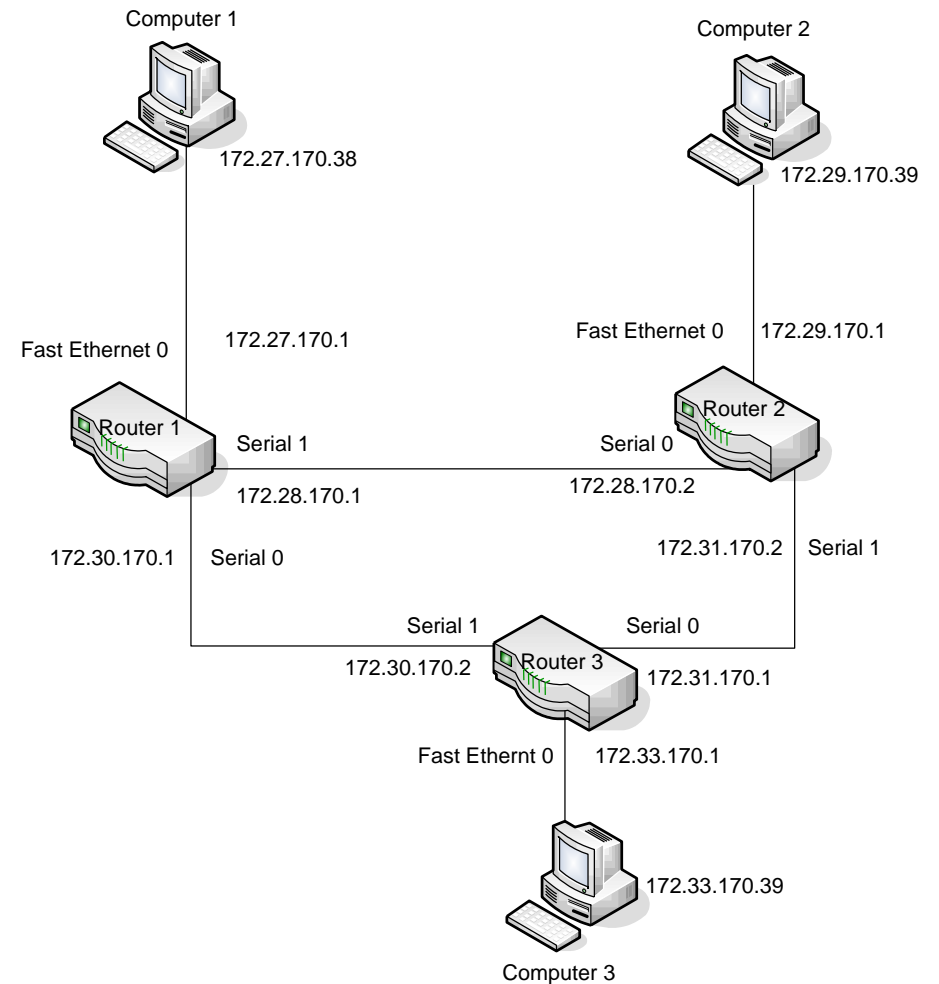 Computer 1
Computer 2
172.27.170.38
172.29.170.39
Fast Ethernet 0
172.27.170.1
Fast Ethernet 0
172.29.170.1
Router 1
Router 2
Serial 1
Serial 0
172.28.170.1
172.28.170.2
172.30.170.1
Serial 0
172.31.170.2
Serial 1
Serial 1
Serial 0
172.30.170.2
Router 3
172.31.170.1
Fast Ethernt 0
172.33.170.1
172.33.170.39
Computer 3